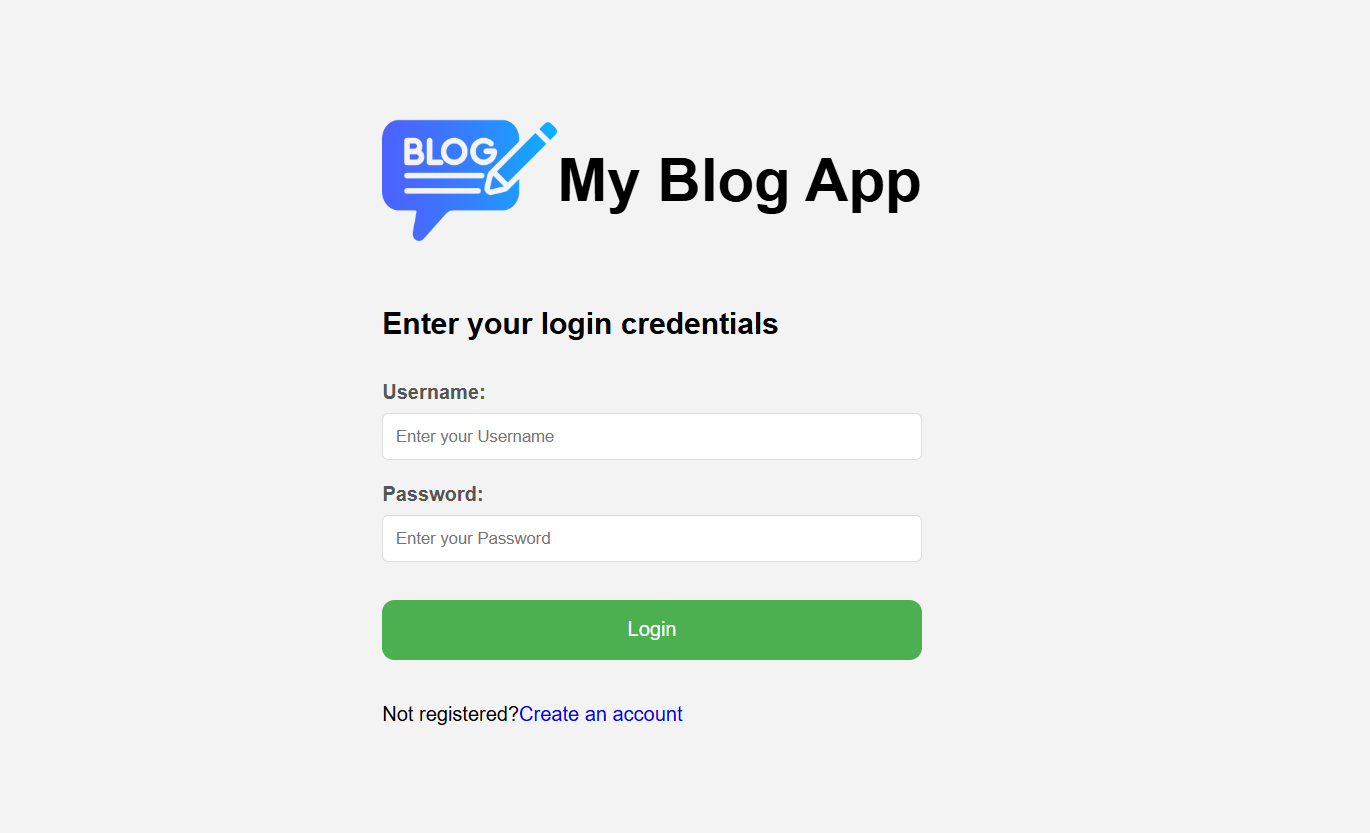 BLOG
My Blog App
Enter your login credentials
Username:
Enter your Username
Password:
Enter your Password
Login
Not registered?Create an account